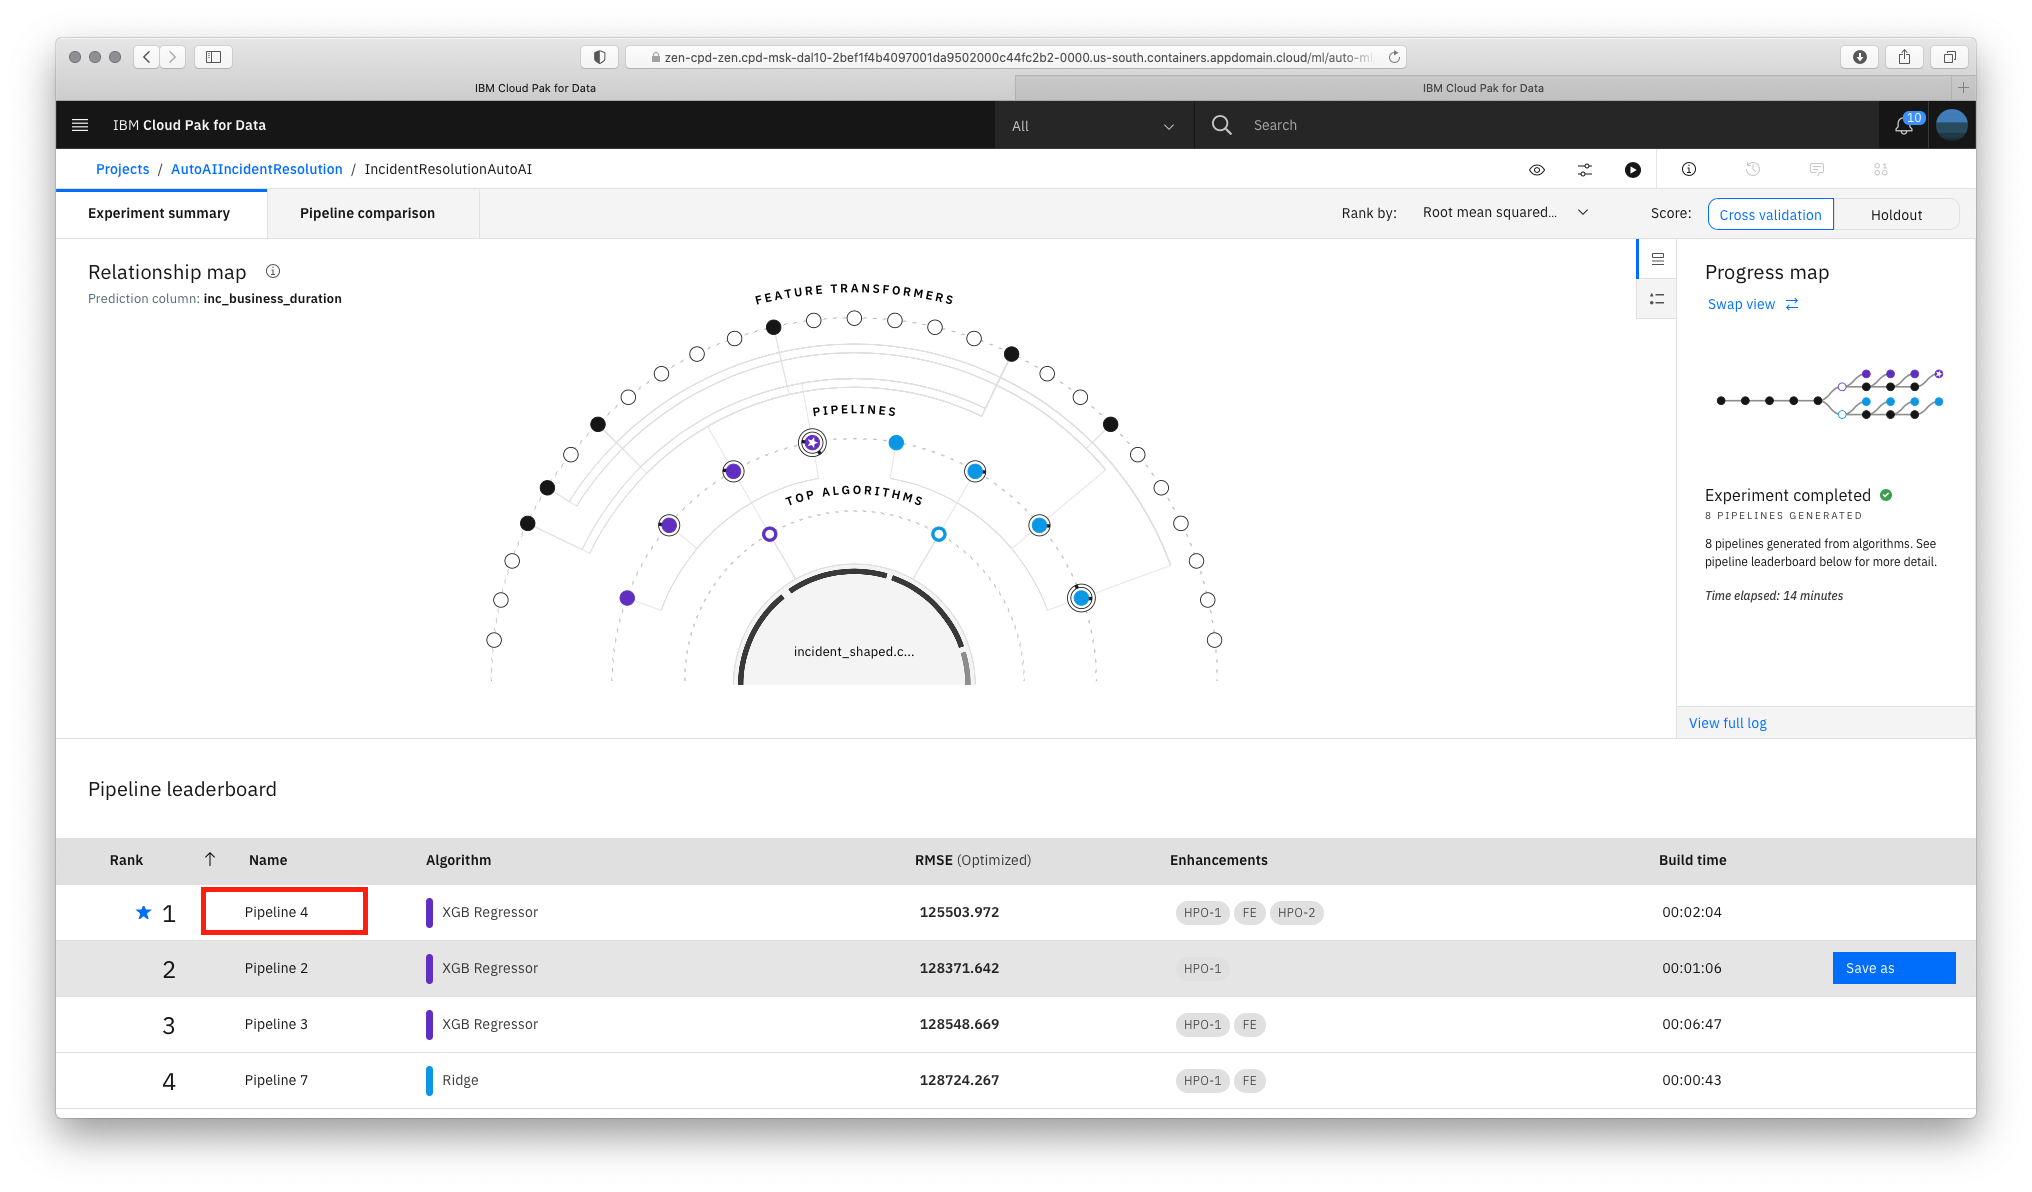 zen-cpd-zen.cpd-msk-dal10-2bef1f4b4097001da9502000c44fc2b2-0000.us-south.containers.appdomain.cloud/ml/auto-ml
IBM Cloud Pak for Data
IBM Cloud Pak for Data
IBM Cloud Pak for Data
All
Search
10
Projects / AutoAIIncidentResolution / IncidentResolutionAutoAI
Experiment summary
Pipeline comparison
Rank by: Root mean squared...
Score: Cross validation Holdout
Relationship map
Prediction column: inc_business_duration
FEATURE TRANSFORMERS
PIPELINES
TOP ALGORITHMS
incident_shaped.c...
Progress map
Swap view
Experiment completed
8 PIPELINES GENERATED
8 pipelines generated from algorithms. See
pipeline leaderboard below for more detail.
Time elapsed: 14 minutes
View full log
Pipeline leaderboard
Rank Name Algorithm RMSE (Optimized) Enhancements Build time
1 Pipeline 4 XGB Regressor 125503.972 HPO-1 FE HPO-2 00:02:04
2 Pipeline 2 XGB Regressor 128371.642 HPO-1 00:01:06 Save as
3 Pipeline 3 XGB Regressor 128548.669 HPO-1 FE 00:06:47
4 Pipeline 7 Ridge 128724.267 HPO-1 FE 00:00:43